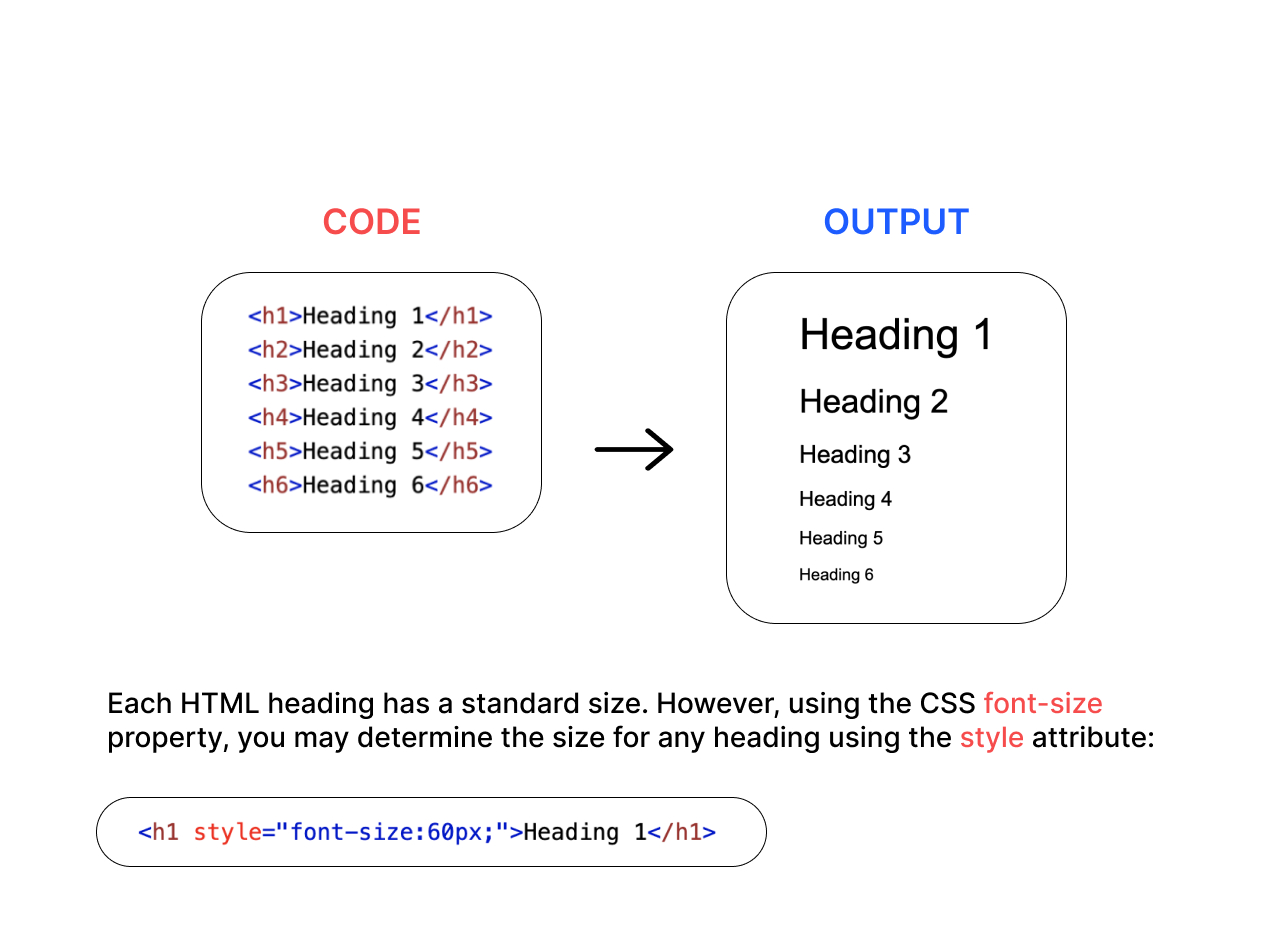 CODE
<h1>Heading 1</h1>
<h2>Heading 2</h2>
<h3>Heading 3</h3>
<h4>Heading 4</h4>
<h5>Heading 5</h5>
<h6>Heading 6</h6>
OUTPUT
Heading 1
Heading 2
Heading 3
Heading 4
Heading 5
Heading 6
Each HTML heading has a standard size. However, using the CSS font-size
property, you may determine the size for any heading using the style attribute:
<h1 style="font-size:60px;">Heading 1</h1>